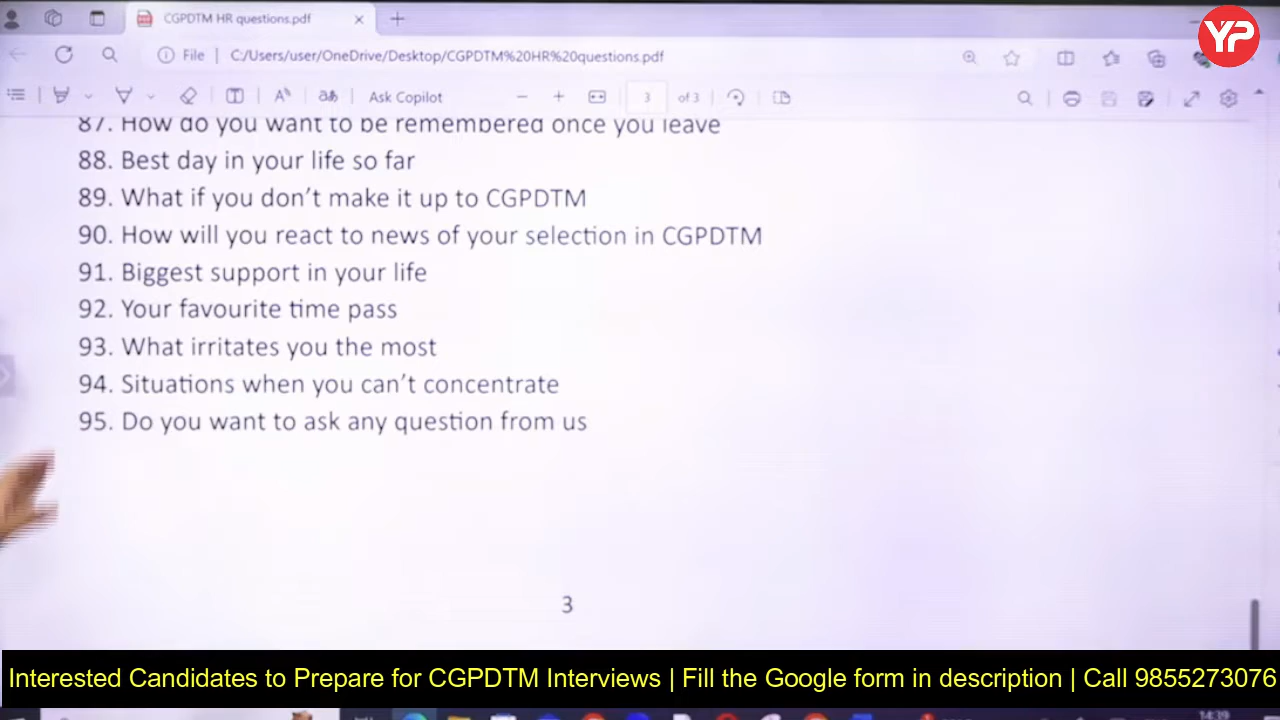 CGPDTM HR questions.pdf
YP
File | C:/Users/user/OneDrive/Desktop/CGPDTM%20HR%20questions.pdf
Ask Copilot
3 of 3
87. How do you want to be remembered once you leave
88. Best day in your life so far
89. What if you don't make it up to CGPDTM
90. How will you react to news of your selection in CGPDTM
91. Biggest support in your life
92. Your favourite time pass
93. What irritates you the most
94. Situations when you can't concentrate
95. Do you want to ask any question from us
3
Interested Candidates to Prepare for CGPDTM Interviews | Fill the Google form in description | Call 9855273076
14:39